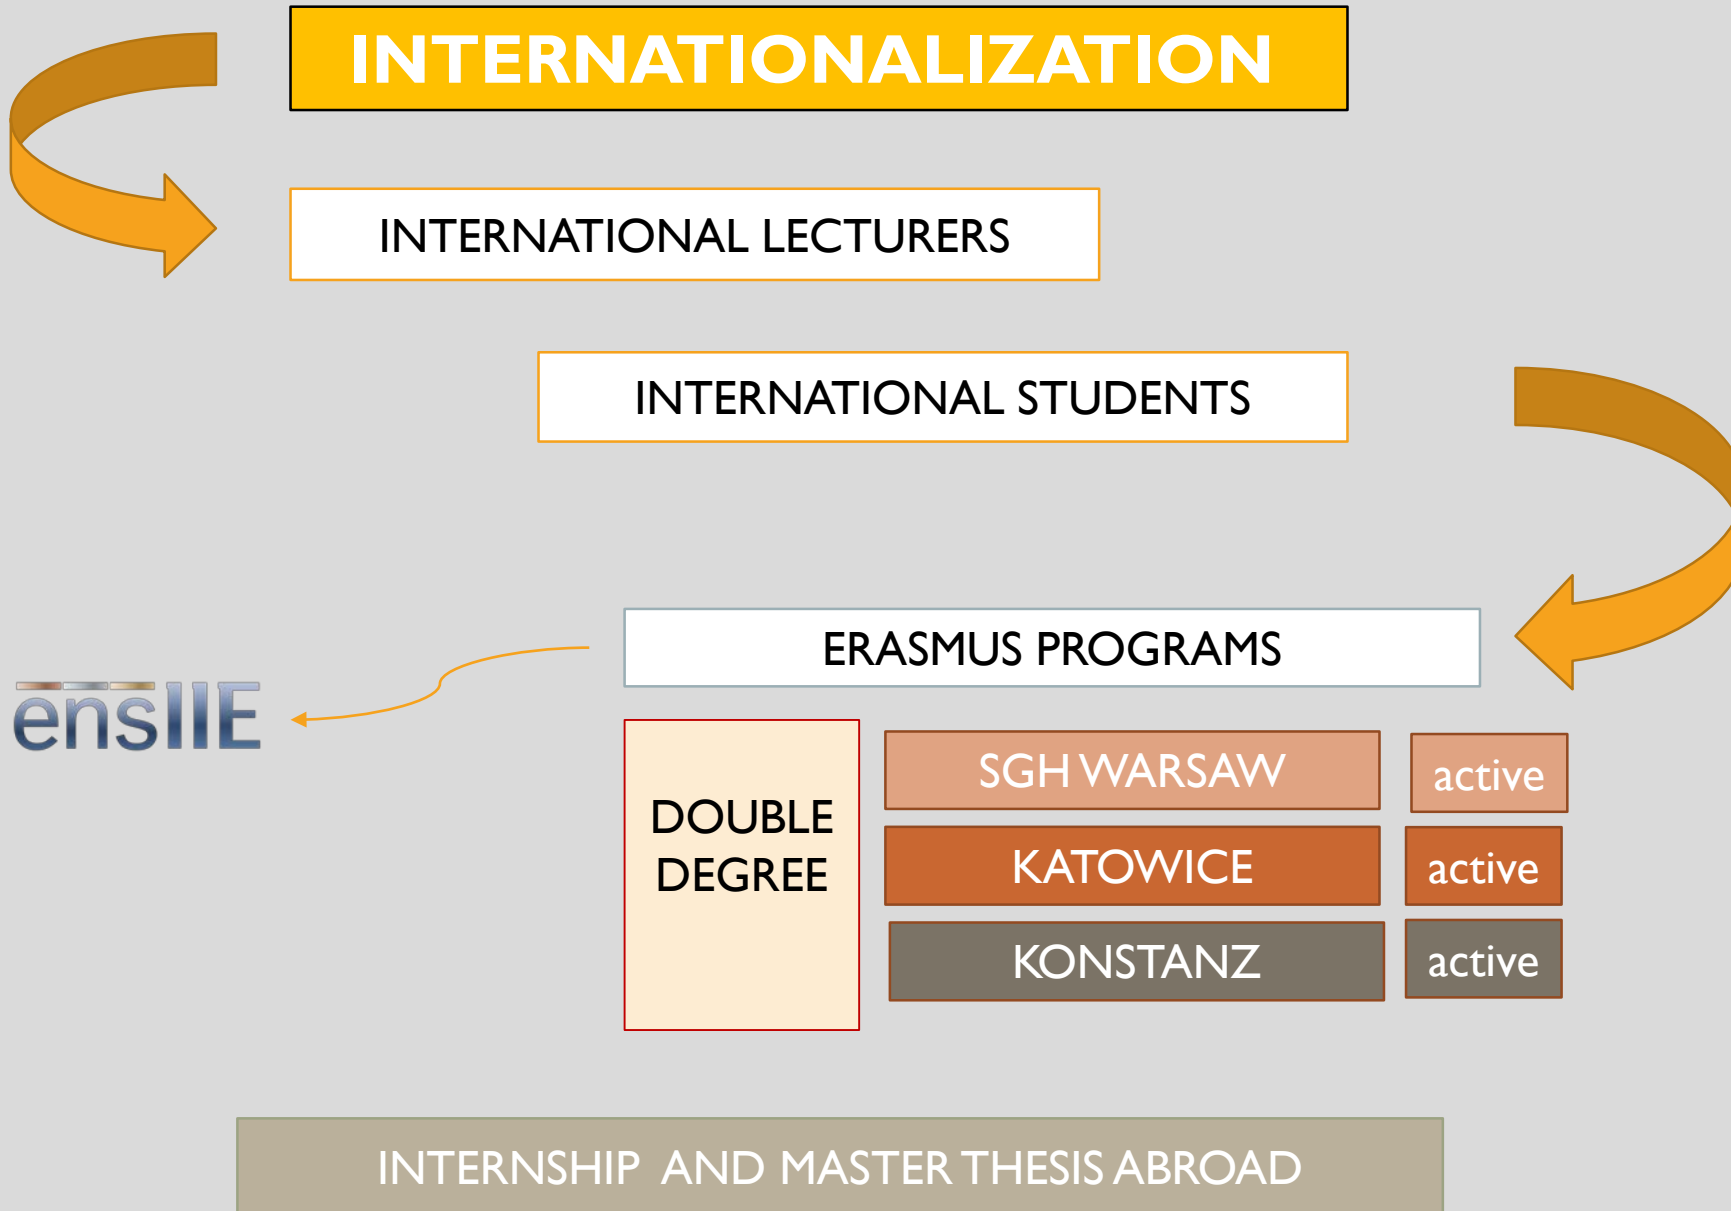 INTERNATIONALIZATION
INTERNATIONAL LECTURERS
INTERNATIONAL STUDENTS
ERASMUS PROGRAMS
ensIIE
DOUBLE
DEGREE
SGH WARSAW
active
KATOWICE
active
KONSTANZ
active
INTERNSHIP AND MASTER THESIS ABROAD